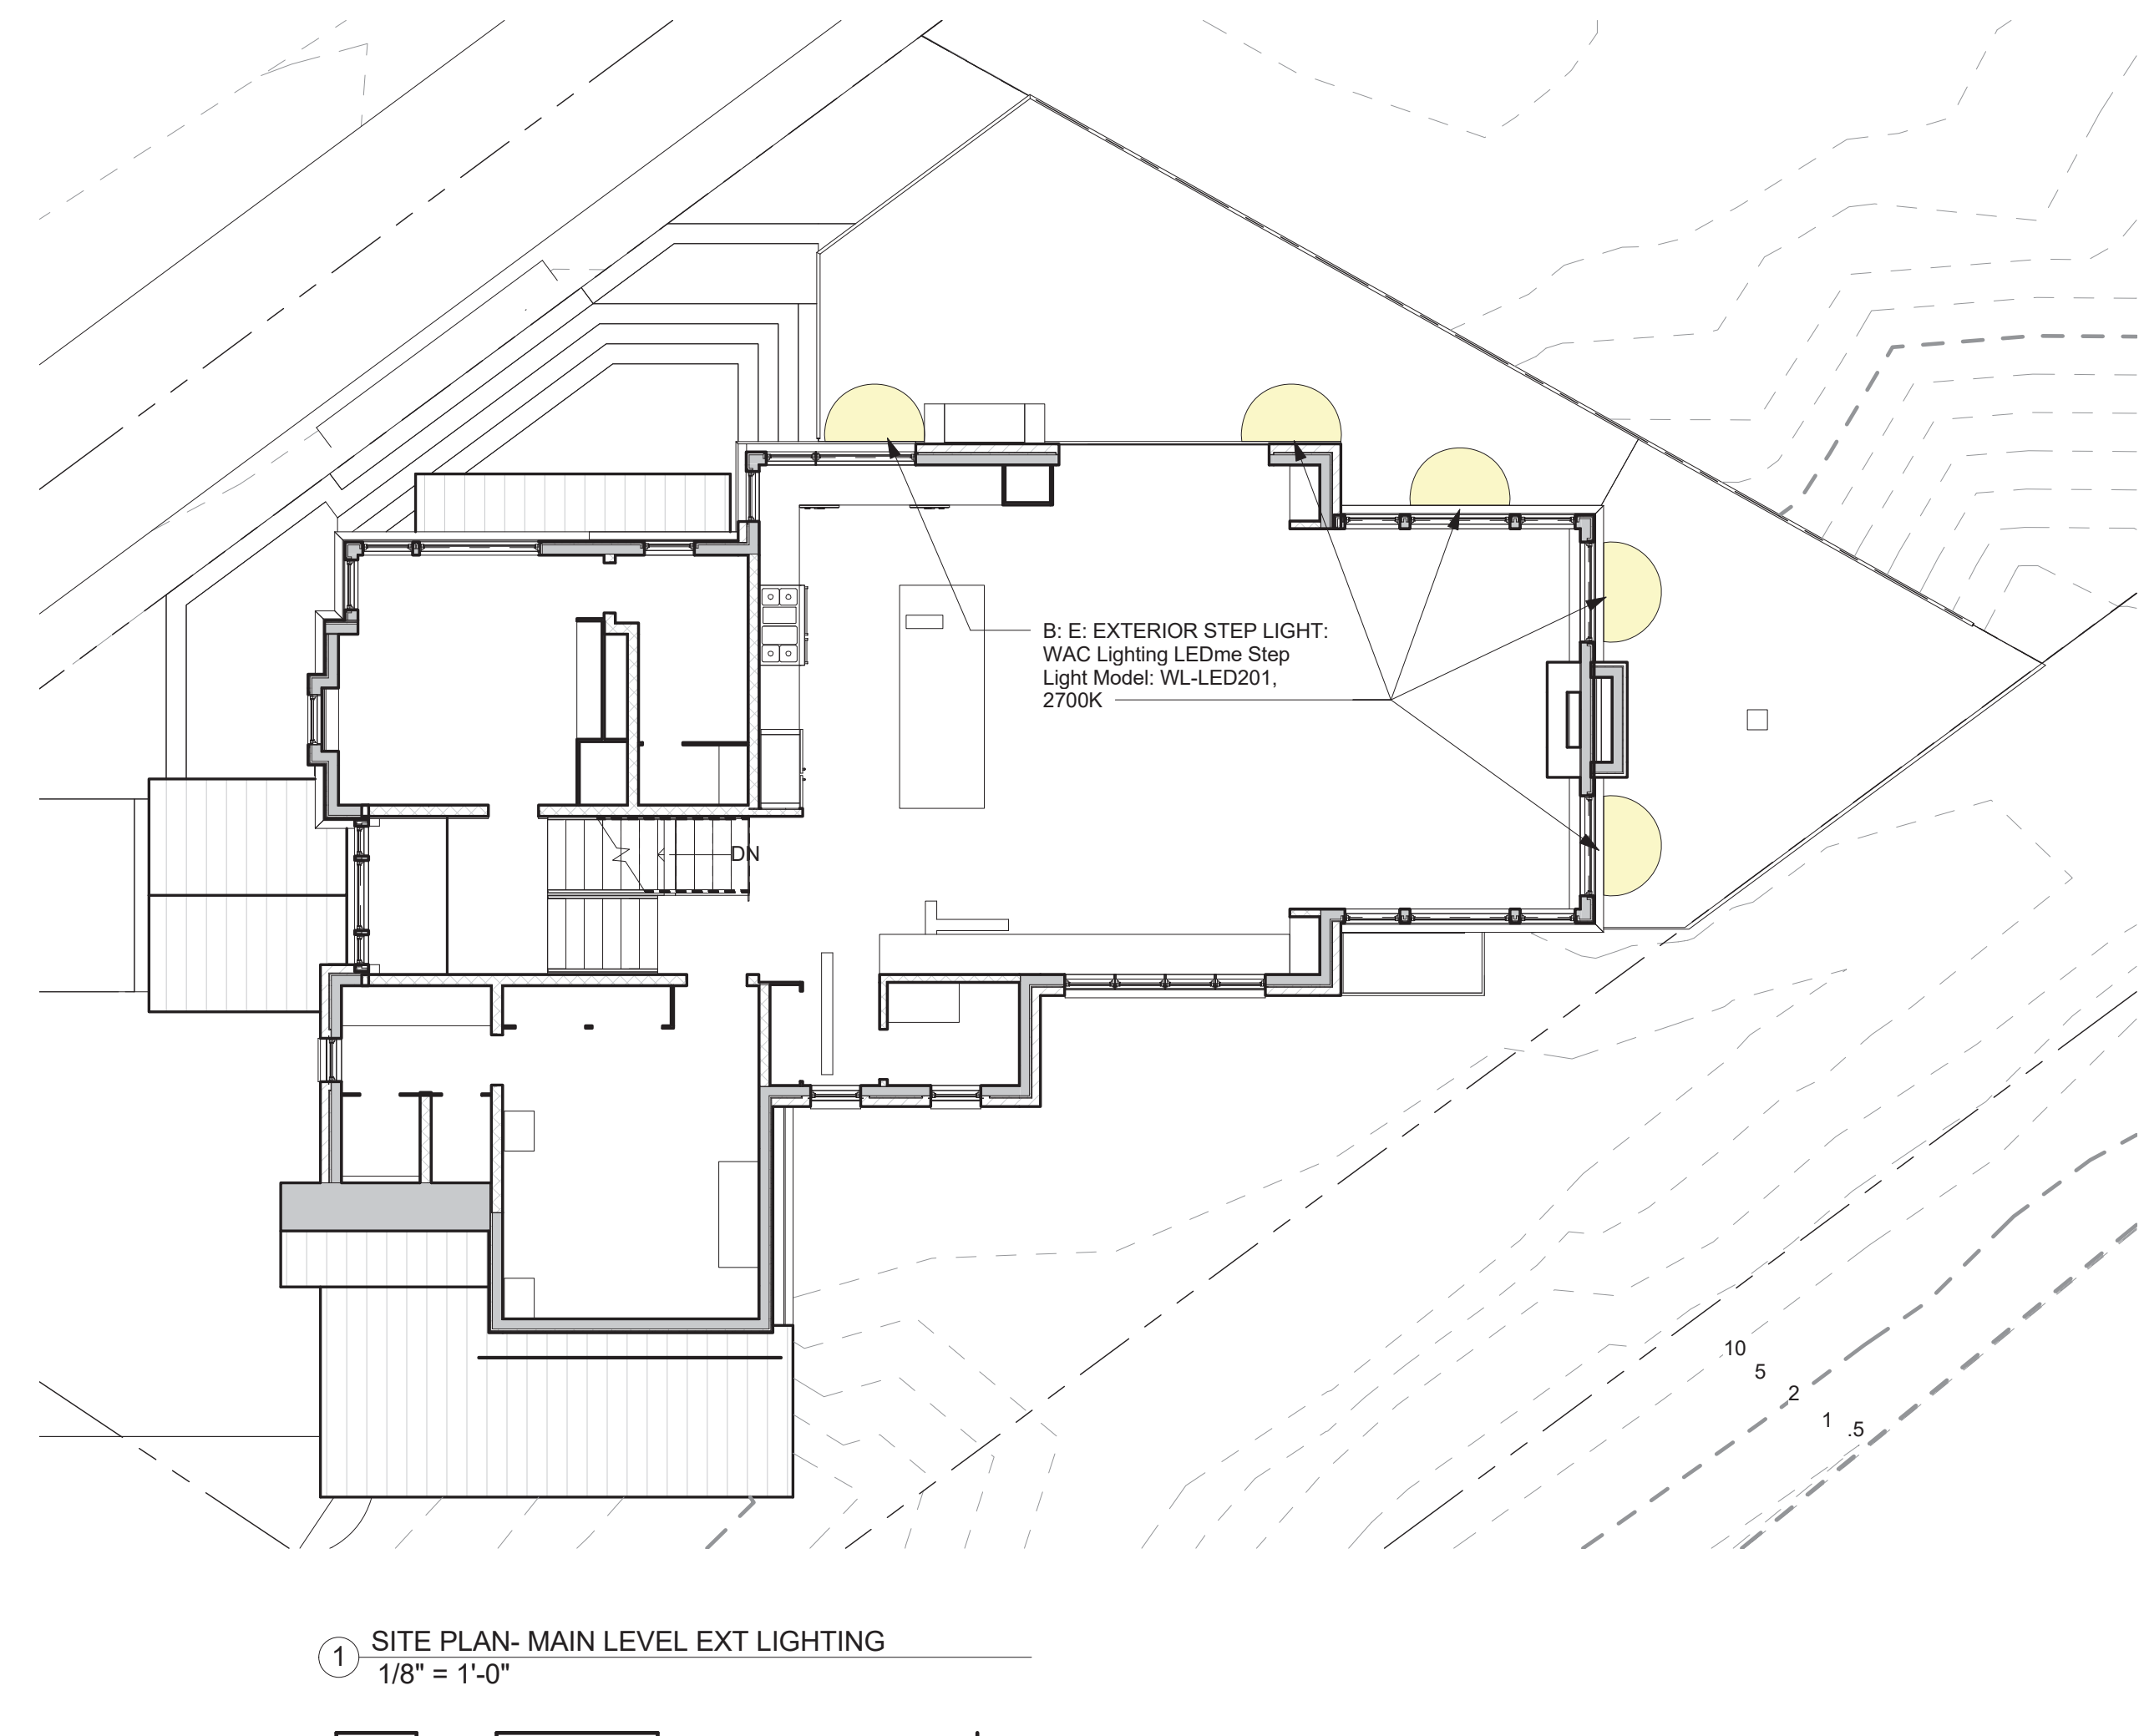 B: E: EXTERIOR STEP LIGHT:
WAC Lighting LEDme Step
Light Model: WL-LED201,
2700K
DN
10
5
2
1
.5
1
SITE PLAN- MAIN LEVEL EXT LIGHTING
1/8" = 1'-0"